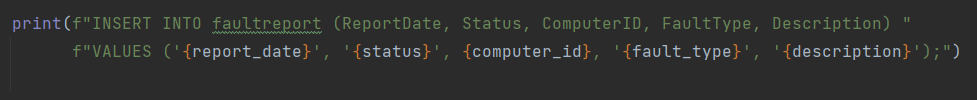 print(f"INSERT INTO faultreport (ReportDate, Status, ComputerID, FaultType, Description) "
f"VALUES ('{report_date}', '{status}', {computer_id}, '{fault_type}', '{description}');")